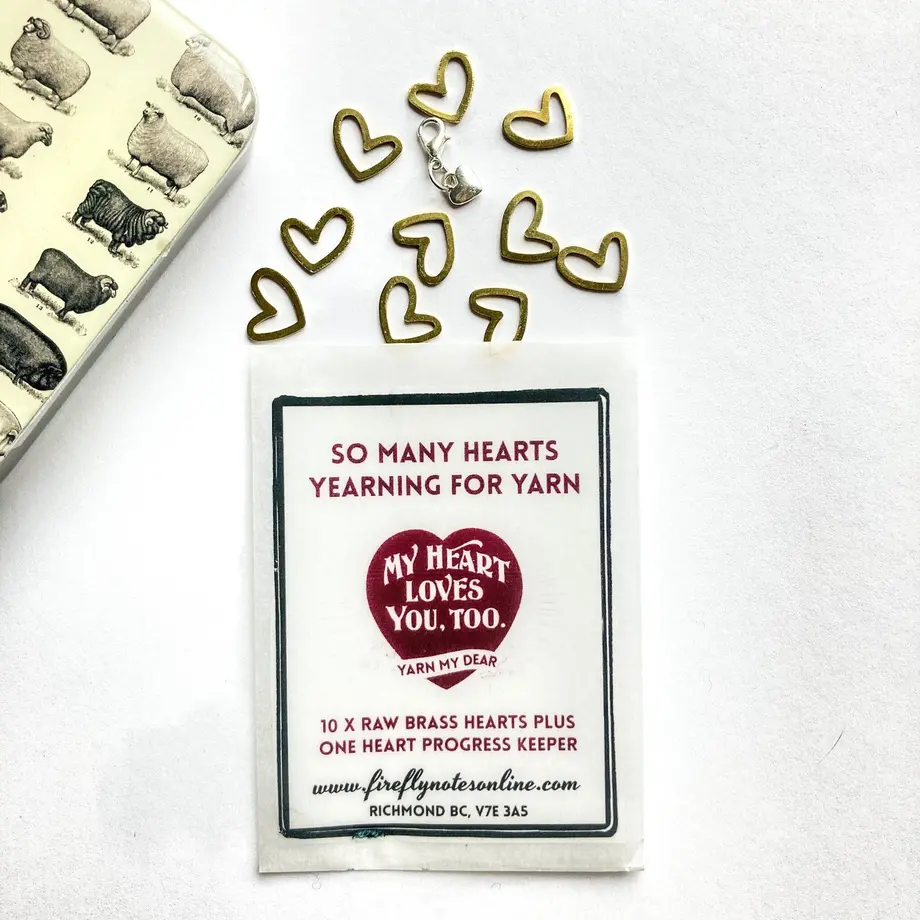 SO MANY HEARTS
YEARNING FOR YARN
MY HEART
LOVES
YOU, TOO.
YARN MY DEAR
10 X RAW BRASS HEARTS PLUS
ONE HEART PROGRESS KEEPER
www.fireflynotesonline.com
RICHMOND BC, V7E 3A5